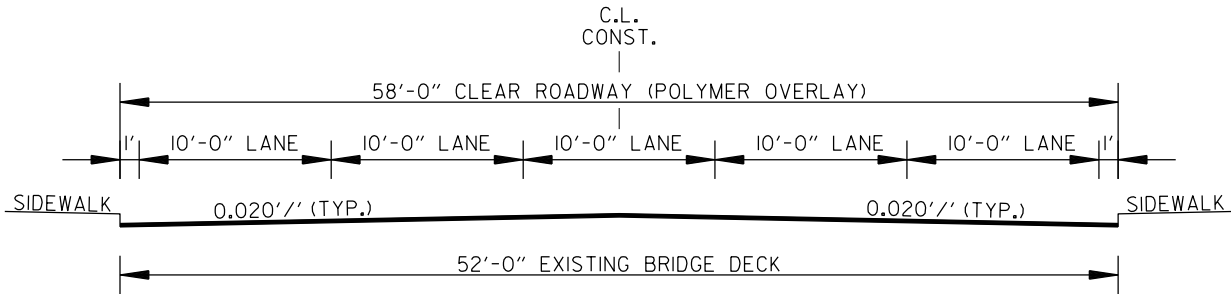 C.L.
CONST.
58'-0" CLEAR ROADWAY (POLYMER OVERLAY)
1' 10'-0" LANE 10'-0" LANE 10'-0" LANE 10'-0" LANE 10'-0" LANE 1'
SIDEWALK 0.020'/' (TYP.) 0.020'/' (TYP.) SIDEWALK
52'-0" EXISTING BRIDGE DECK